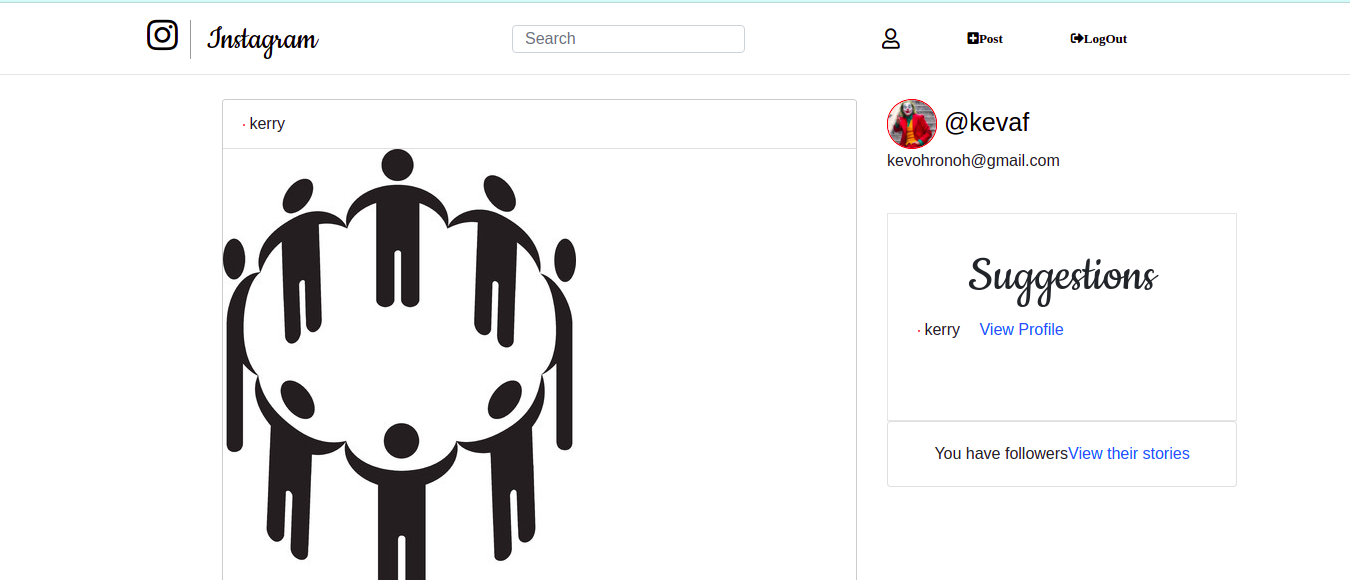 Instagram
Search
Post
LogOut
kerry
@kevaf
kevohronoh@gmail.com
Suggestions
kerry View Profile
You have followersView their stories